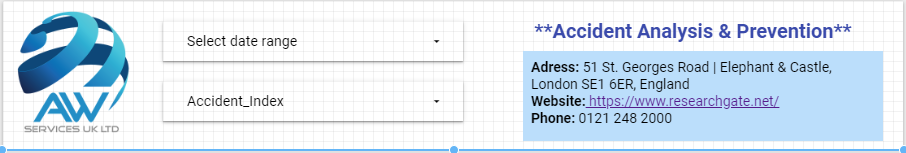 AW
SERVICES UK LTD
Select date range
Accident_Index
**Accident Analysis & Prevention**
Adress: 51 St. Georges Road | Elephant & Castle,
London SE1 6ER, England
Website: https://www.researchgate.net/
Phone: 0121 248 2000